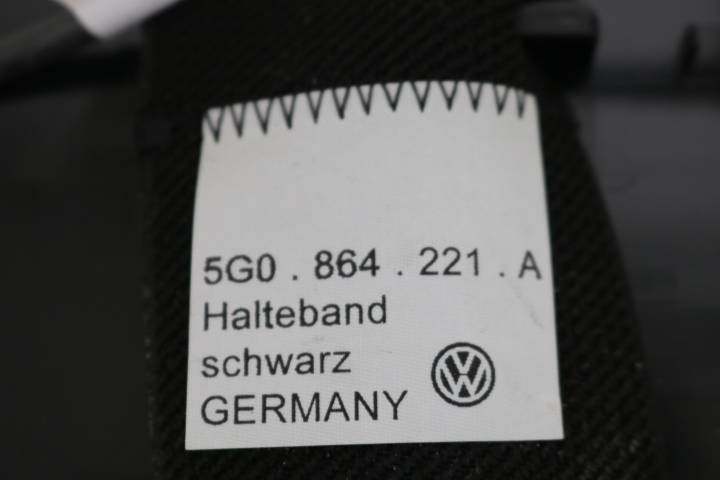 5G0 . 864 . 221 . A
Halteband
schwarz
GERMANY